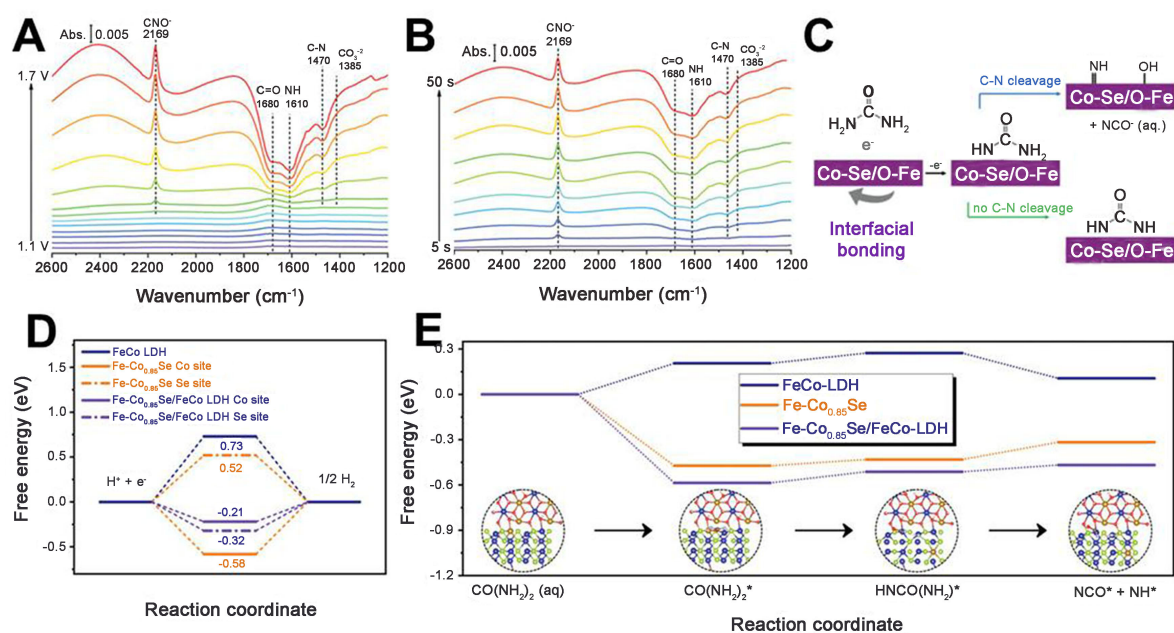 A
Abs. 0.005
CNO⁻
2169
C-N
1470
CO₃⁻²
1385
C=O
1680
NH
1610
1.7 V
1.1 V
2600 2400 2200 2000 1800 1600 1400 1200
Wavenumber (cm⁻¹)
B
Abs. 0.005
CNO⁻
2169
C-N
1470
CO₃⁻²
1385
C=O
1680
NH
1610
50 s
5 s
2600 2400 2200 2000 1800 1600 1400 1200
Wavenumber (cm⁻¹)
C
O
H₂N NH₂
e⁻
Co-Se/O-Fe
Interfacial
bonding
-e⁻
C-N cleavage
O
HN NH₂
Co-Se/O-Fe
no C-N cleavage
NH OH
Co-Se/O-Fe
+ NCO⁻ (aq.)
O
HN NH
Co-Se/O-Fe
D
FeCo LDH
Fe-Co₀.₈₅Se Co site
Fe-Co₀.₈₅Se Se site
Fe-Co₀.₈₅Se/FeCo LDH Co site
Fe-Co₀.₈₅Se/FeCo LDH Se site
1.5
1.0
0.5
0.0
-0.5
Free energy (eV)
0.73
0.52
H⁺ + e⁻
1/2 H₂
-0.21
-0.32
-0.58
Reaction coordinate
E
0.3
0.0
-0.3
-0.6
-0.9
-1.2
Free energy (eV)
FeCo-LDH
Fe-Co₀.₈₅Se
Fe-Co₀.₈₅Se/FeCo-LDH
CO(NH₂)₂ (aq) CO(NH₂)₂* HNCO(NH₂)* NCO* + NH*
Reaction coordinate